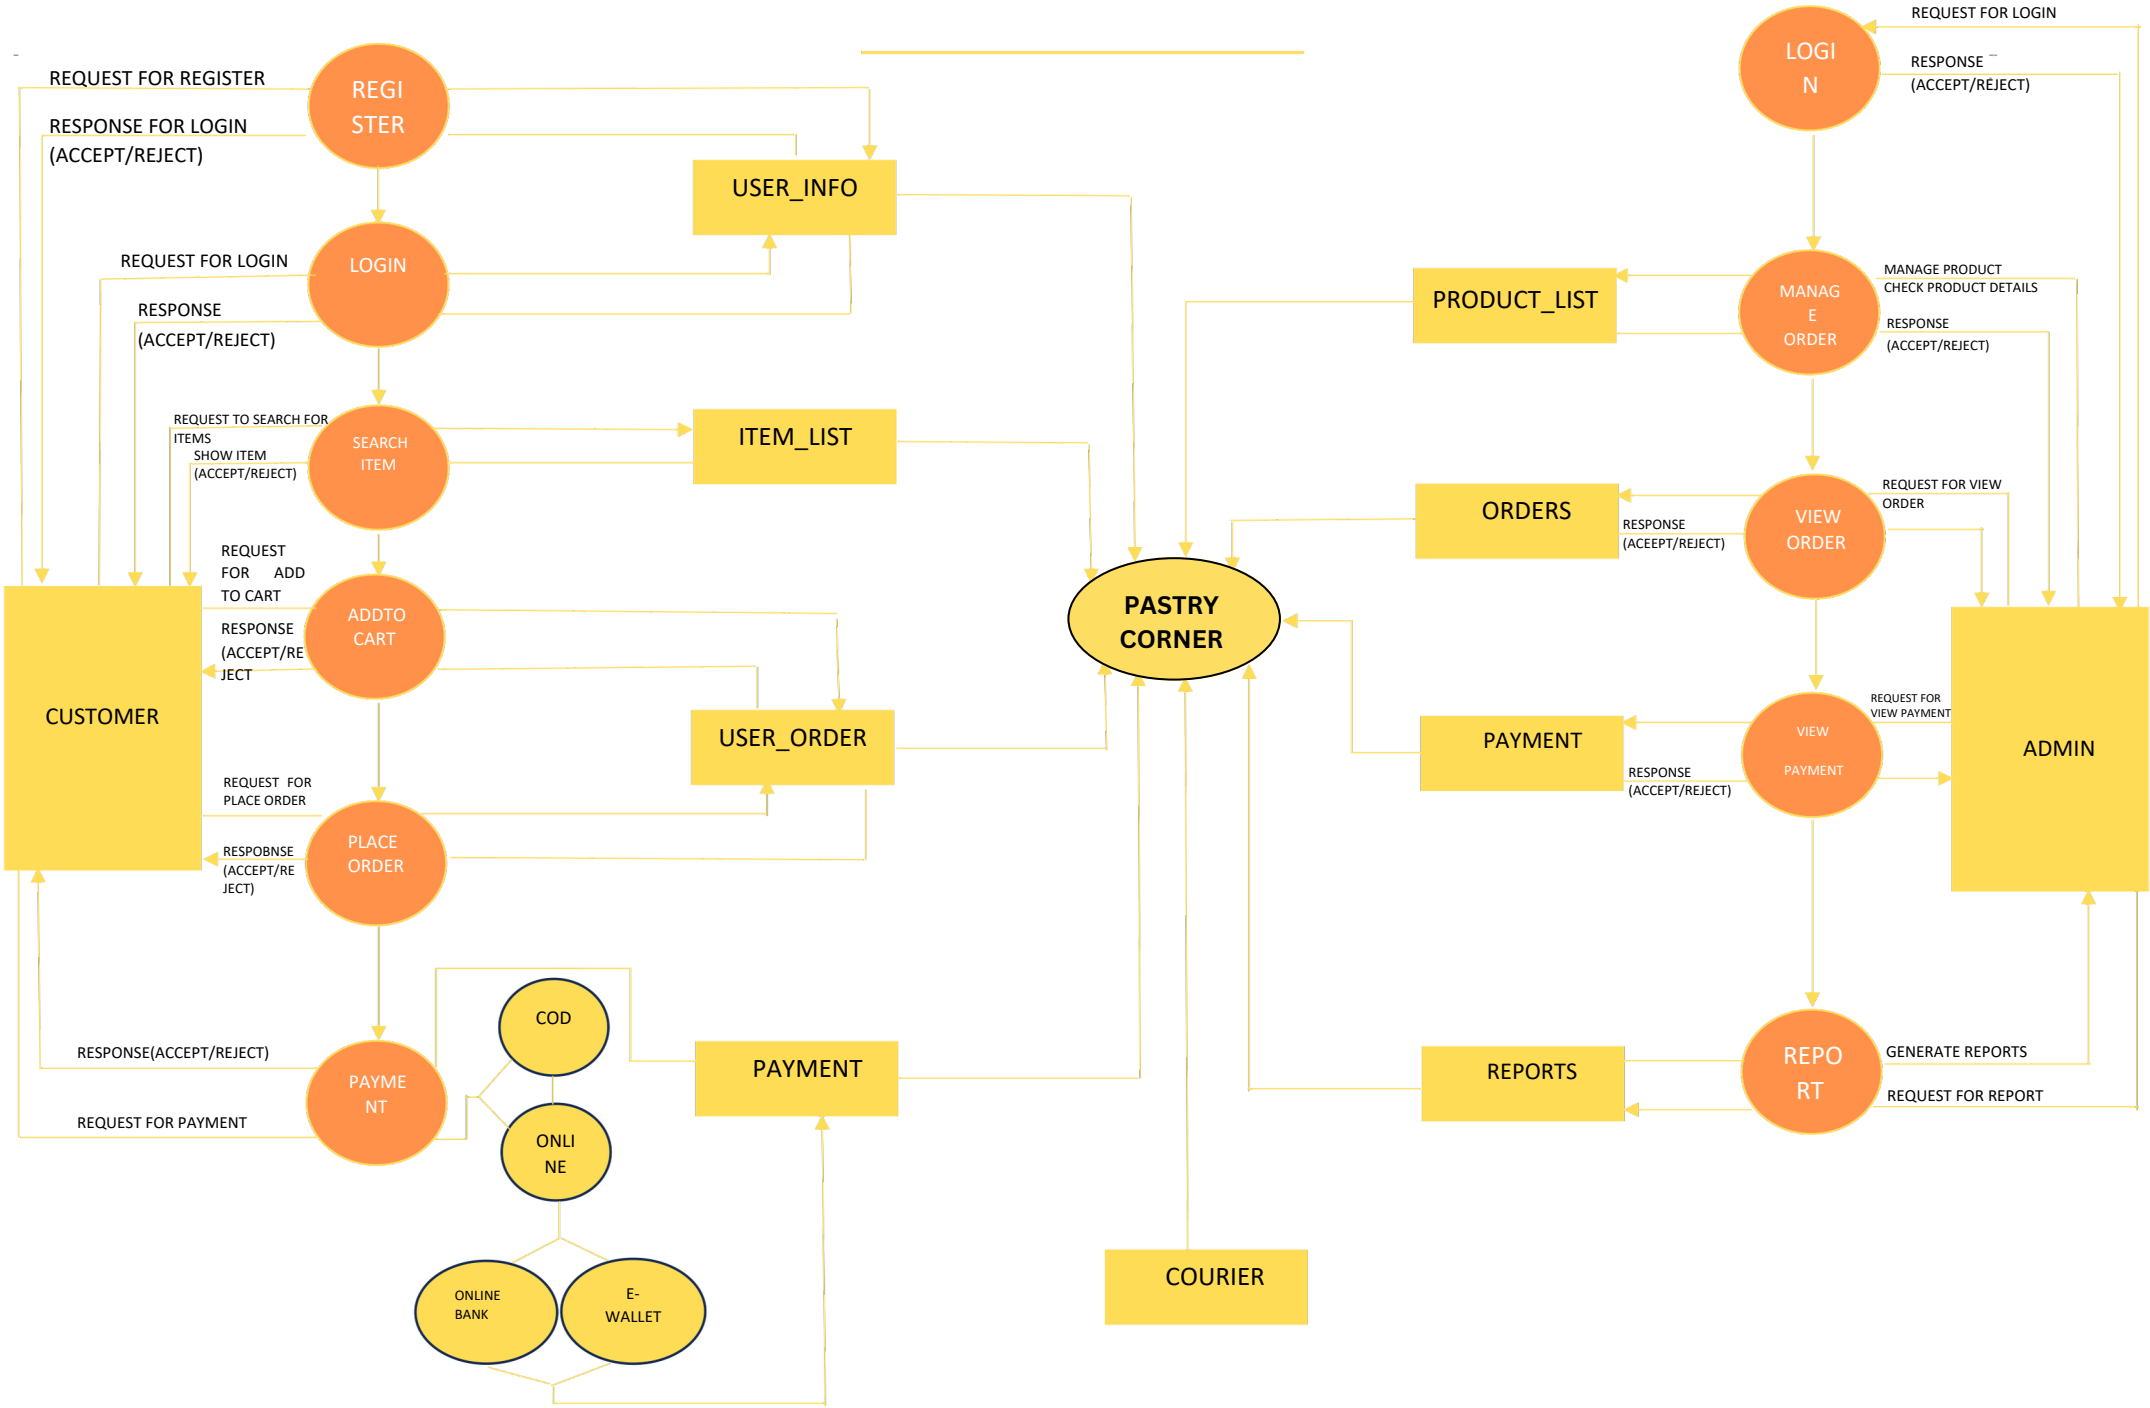 REQUEST FOR REGISTER
RESPONSE FOR LOGIN
(ACCEPT/REJECT)
REGI
STER
USER_INFO
REQUEST FOR LOGIN
LOGIN
RESPONSE
(ACCEPT/REJECT)
REQUEST TO SEARCH FOR
ITEMS
SHOW ITEM
(ACCEPT/REJECT)
SEARCH
ITEM
ITEM_LIST
REQUEST
FOR ADD
TO CART
RESPONSE
(ACCEPT/RE
JECT
ADDTO
CART
CUSTOMER
USER_ORDER
REQUEST FOR
PLACE ORDER
RESPOBNSE
(ACCEPT/RE
JECT)
PLACE
ORDER
RESPONSE(ACCEPT/REJECT)
REQUEST FOR PAYMENT
PAYME
NT
COD
ONLI
NE
ONLINE
BANK
E-
WALLET
PAYMENT
PASTRY
CORNER
COURIER
REQUEST FOR LOGIN
LOGI
N
RESPONSE
(ACCEPT/REJECT)
PRODUCT_LIST
MANAG
E
ORDER
MANAGE PRODUCT
CHECK PRODUCT DETAILS
RESPONSE
(ACCEPT/REJECT)
ORDERS
RESPONSE
(ACEEPT/REJECT)
VIEW
ORDER
REQUEST FOR VIEW
ORDER
PAYMENT
RESPONSE
(ACCEPT/REJECT)
VIEW
PAYMENT
REQUEST FOR
VIEW PAYMENT
ADMIN
REPORTS
REPO
RT
GENERATE REPORTS
REQUEST FOR REPORT